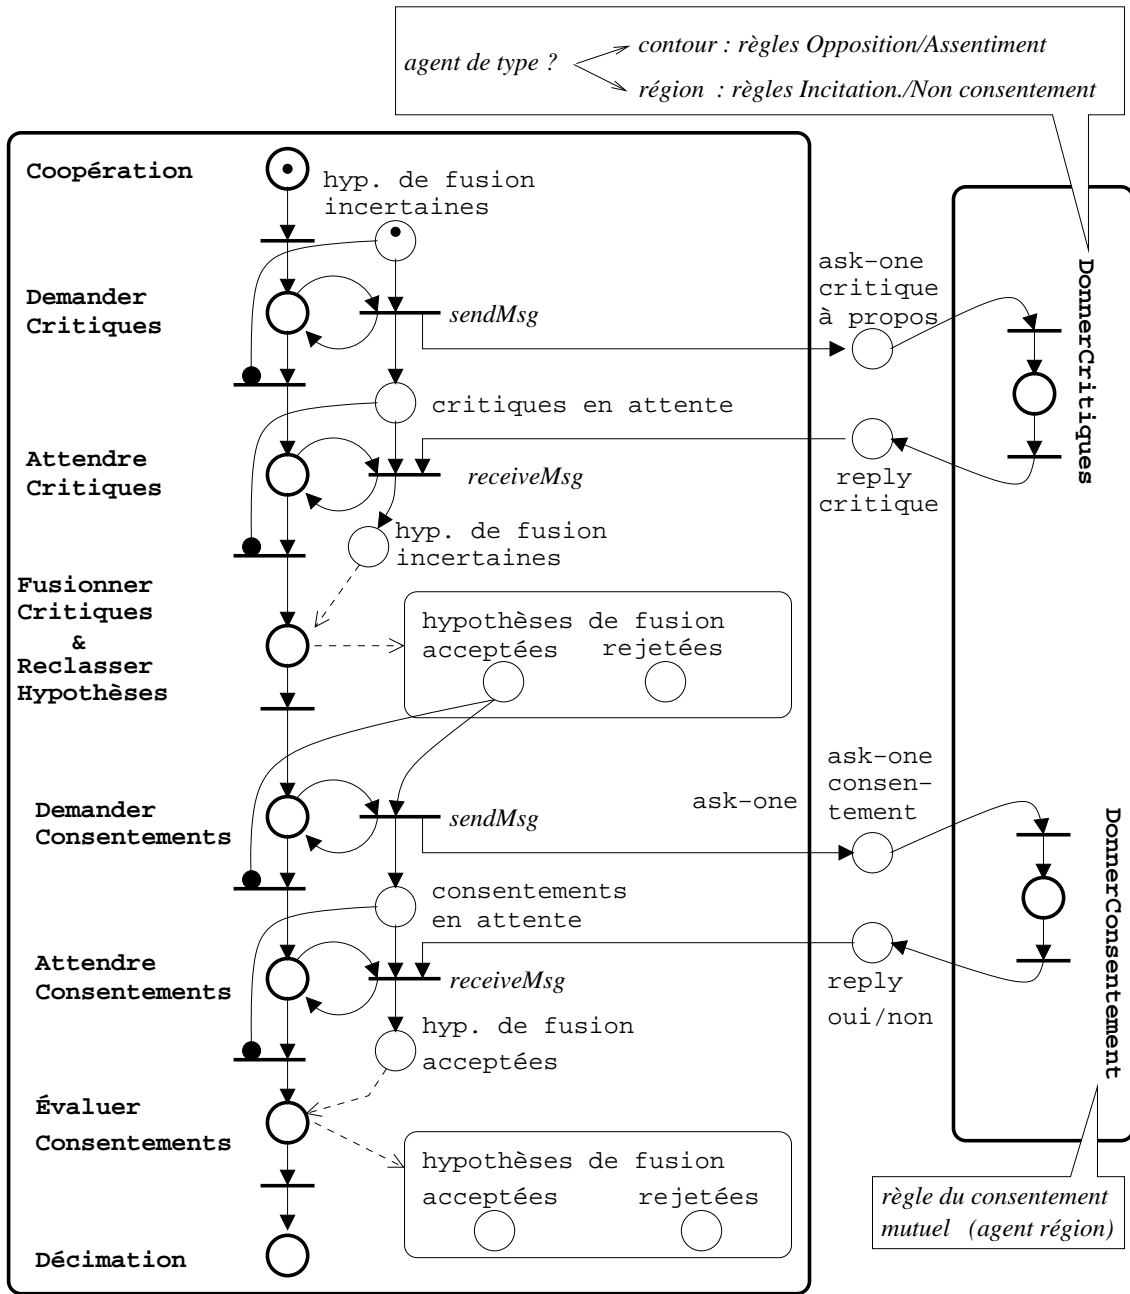 agent de type ?
contour : règles Opposition/Assentiment
région : règles Incitation./Non consentement
Coopération
hyp. de fusion
incertaines
Demander
Critiques
sendMsg
ask-one
critique
à propos
DonnerCritiques
critiques en attente
Attendre
Critiques
receiveMsg
reply
critique
hyp. de fusion
incertaines
Fusionner
Critiques
&
Reclasser
Hypothèses
hypothèses de fusion
acceptées rejetées
Demander
Consentements
sendMsg
ask-one
ask-one
consen-
tement
DonnerConsentement
consentements
en attente
Attendre
Consentements
receiveMsg
reply
oui/non
hyp. de fusion
acceptées
Évaluer
Consentements
hypothèses de fusion
acceptées rejetées
règle du consentement
mutuel (agent région)
Décimation